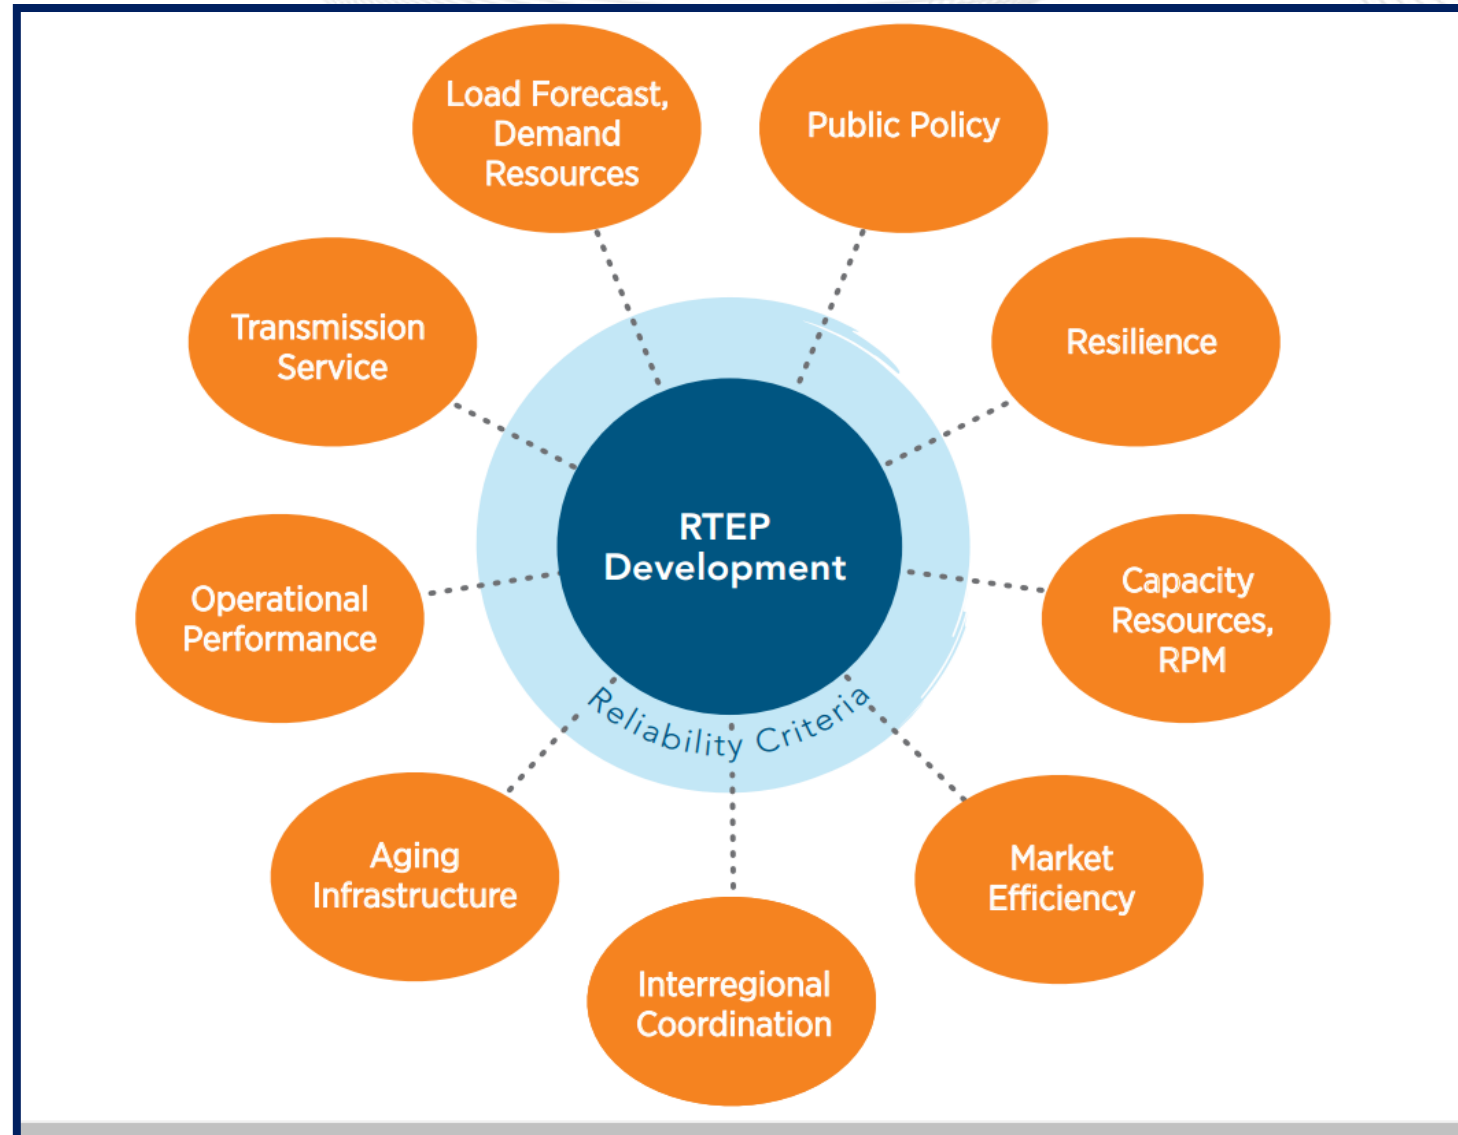 Load Forecast,
Demand
Resources
Public Policy
Transmission
Service
Resilience
RTEP
Development
Operational
Performance
Capacity
Resources,
RPM
Reliability Criteria
Aging
Infrastructure
Market
Efficiency
Interregional
Coordination